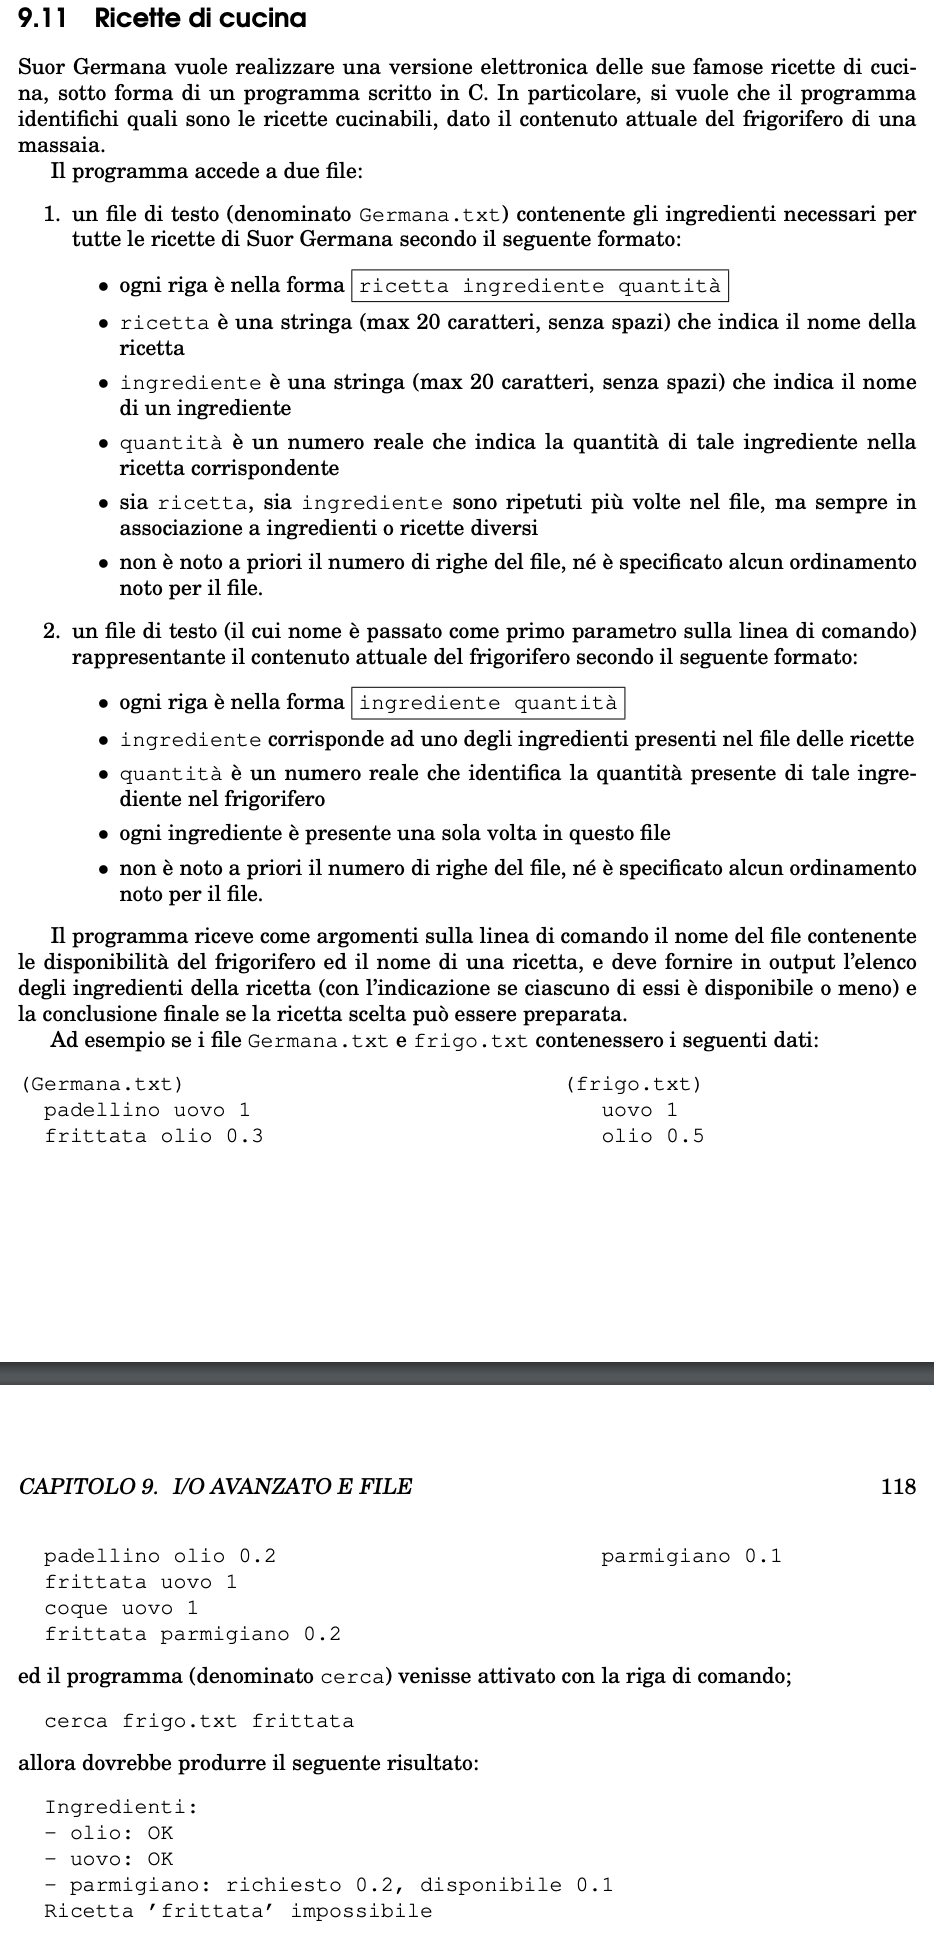 9.11 Ricette di cucina
Suor Germana vuole realizzare una versione elettronica delle sue famose ricette di cuci-
na, sotto forma di un programma scritto in C. In particolare, si vuole che il programma
identifichi quali sono le ricette cucinabili, dato il contenuto attuale del frigorifero di una
massaia.
Il programma accede a due file:
1. un file di testo (denominato Germana.txt) contenente gli ingredienti necessari per
tutte le ricette di Suor Germana secondo il seguente formato:
• ogni riga è nella forma ricetta ingrediente quantità
• ricetta è una stringa (max 20 caratteri, senza spazi) che indica il nome della
ricetta
• ingrediente è una stringa (max 20 caratteri, senza spazi) che indica il nome
di un ingrediente
• quantità è un numero reale che indica la quantità di tale ingrediente nella
ricetta corrispondente
• sia ricetta, sia ingrediente sono ripetuti più volte nel file, ma sempre in
associazione a ingredienti o ricette diversi
• non è noto a priori il numero di righe del file, né è specificato alcun ordinamento
noto per il file.
2. un file di testo (il cui nome è passato come primo parametro sulla linea di comando)
rappresentante il contenuto attuale del frigorifero secondo il seguente formato:
• ogni riga è nella forma ingrediente quantità
• ingrediente corrisponde ad uno degli ingredienti presenti nel file delle ricette
• quantità è un numero reale che identifica la quantità presente di tale ingre-
diente nel frigorifero
• ogni ingrediente è presente una sola volta in questo file
• non è noto a priori il numero di righe del file, né è specificato alcun ordinamento
noto per il file.
Il programma riceve come argomenti sulla linea di comando il nome del file contenente
le disponibilità del frigorifero ed il nome di una ricetta, e deve fornire in output l'elenco
degli ingredienti della ricetta (con l'indicazione se ciascuno di essi è disponibile o meno) e
la conclusione finale se la ricetta scelta può essere preparata.
Ad esempio se i file Germana.txt e frigo.txt contenessero i seguenti dati:
(Germana.txt) (frigo.txt)
padellino uovo 1 uovo 1
frittata olio 0.3 olio 0.5
CAPITOLO 9. I/O AVANZATO E FILE 118
padellino olio 0.2 parmigiano 0.1
frittata uovo 1
coque uovo 1
frittata parmigiano 0.2
ed il programma (denominato cerca) venisse attivato con la riga di comando;
cerca frigo.txt frittata
allora dovrebbe produrre il seguente risultato:
Ingredienti:
- olio: OK
- uovo: OK
- parmigiano: richiesto 0.2, disponibile 0.1
Ricetta 'frittata' impossibile